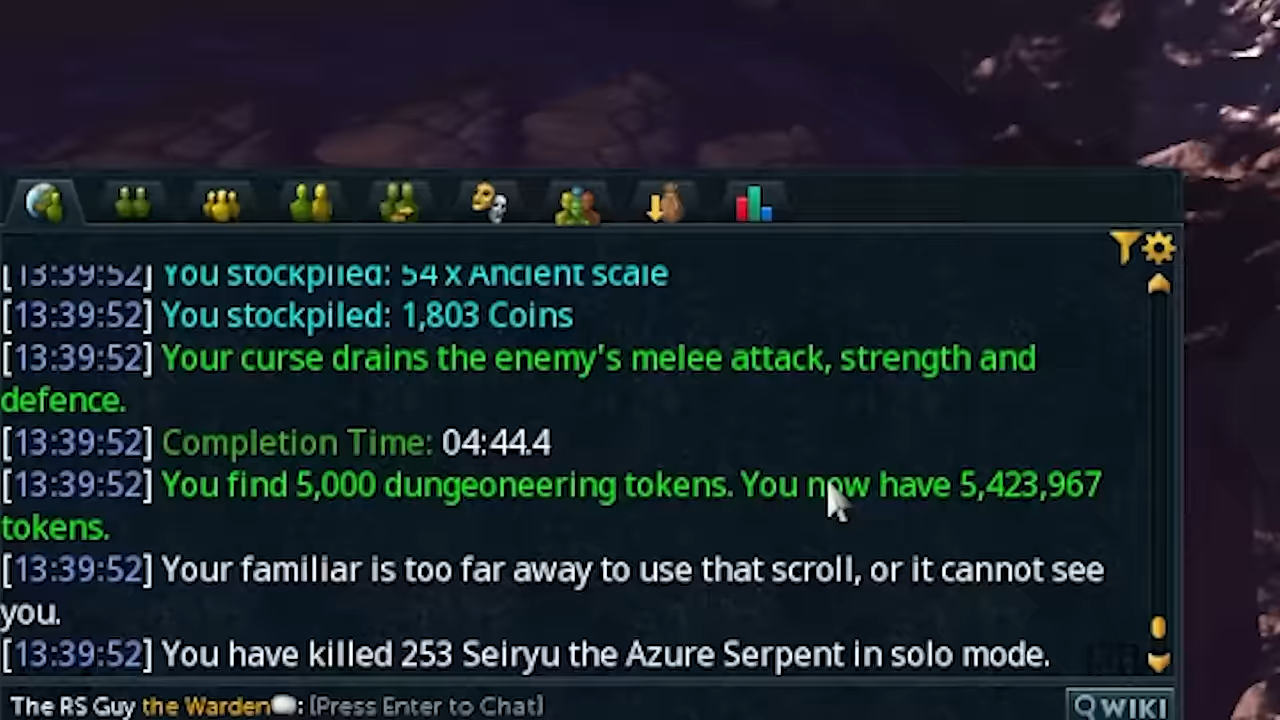 [13:39:52] You stockpiled: 54 x Ancient scale
[13:39:52] You stockpiled: 1,803 Coins
[13:39:52] Your curse drains the enemy's melee attack, strength and
defence.
[13:39:52] Completion Time: 04:44.4
[13:39:52] You find 5,000 dungeoneering tokens. You now have 5,423,967
tokens.
[13:39:52] Your familiar is too far away to use that scroll, or it cannot see
you.
[13:39:52] You have killed 253 Seiryu the Azure Serpent in solo mode.
The RS Guy the Warden: [Press Enter to Chat]
WIKI